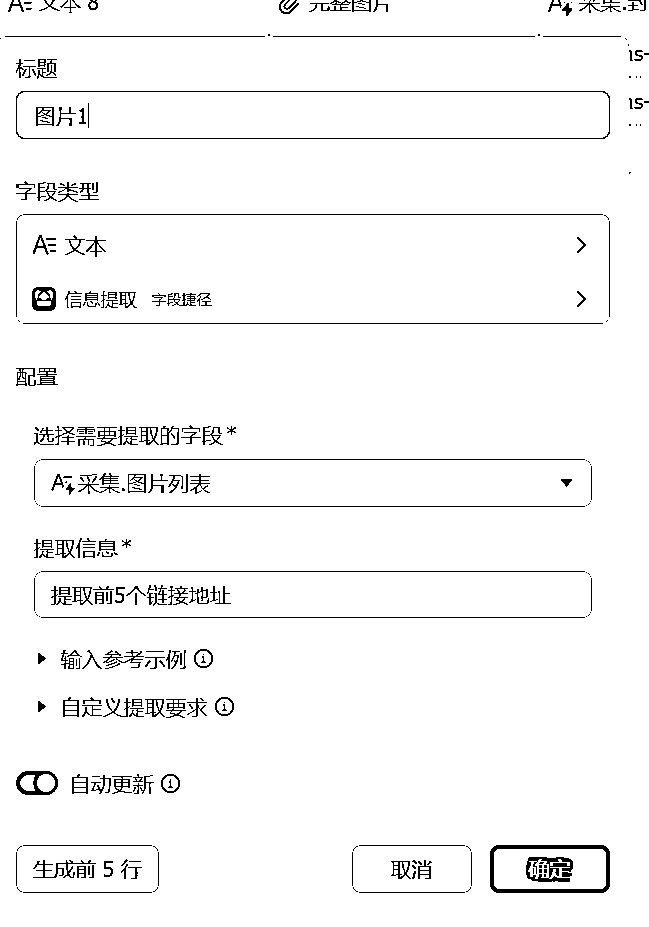 文本 8 完整图片 采集.封
标题
图片1
字段类型
文本
信息提取 字段捷径
配置
选择需要提取的字段*
采集.图片列表
提取信息*
提取前5个链接地址
输入参考示例
自定义提取要求
自动更新
生成前 5 行 取消 确定